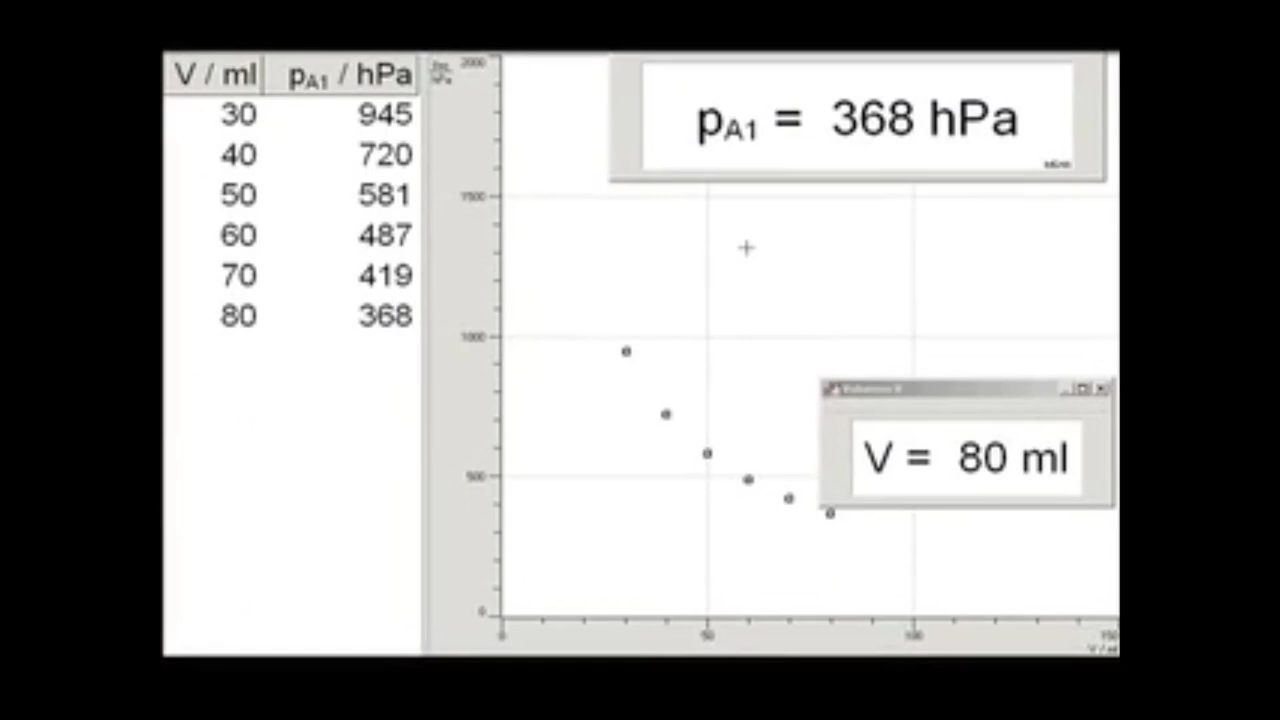 V / ml pA1 / hPa
30 945
40 720
50 581
60 487
70 419
80 368
pA1 = 368 hPa
V = 80 ml
2000
1500
1000
500
0
0 50 100 150
V / ml